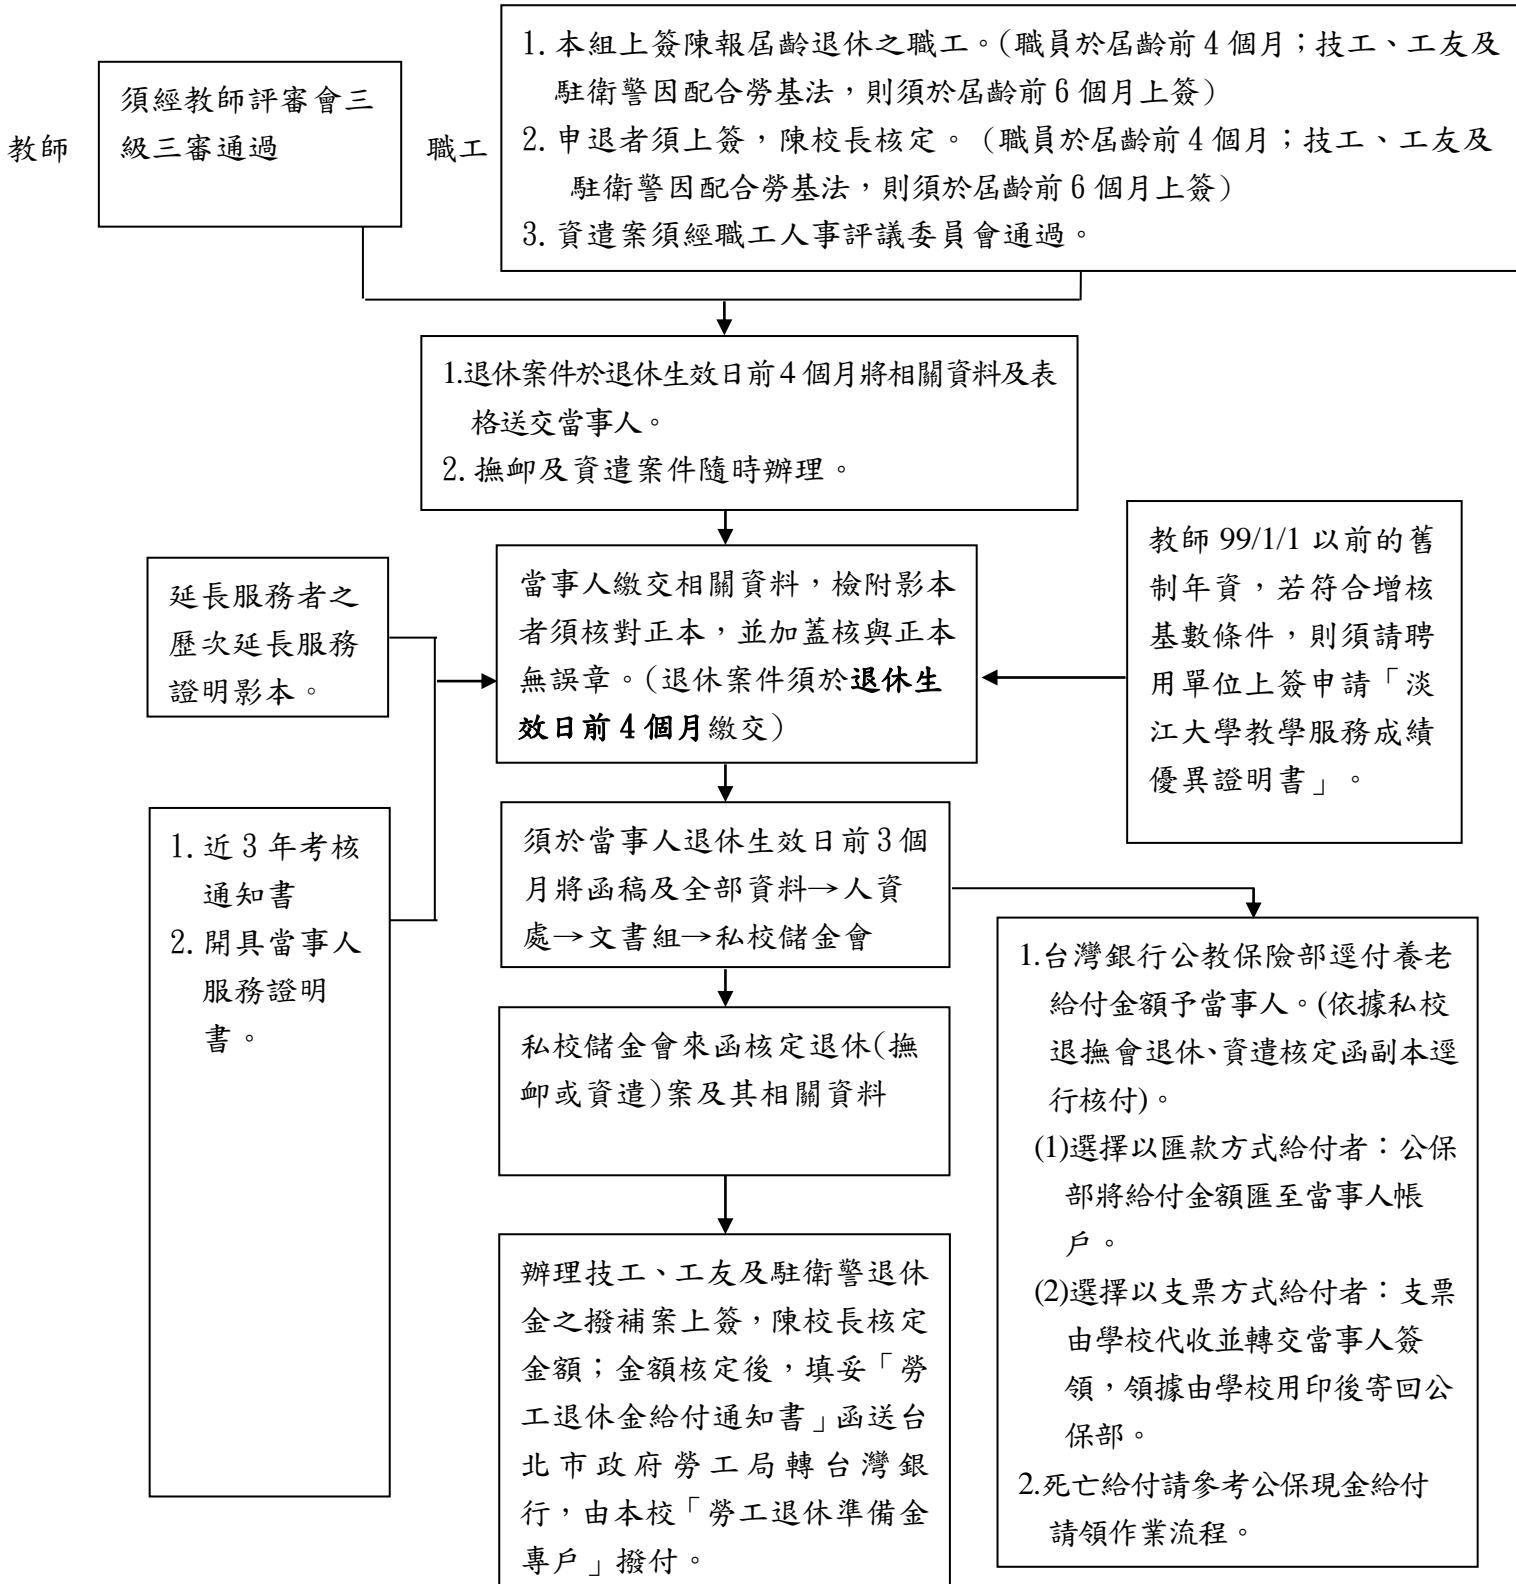 教師
須經教師評審會三
級三審通過
職工
1. 本組上簽陳報屆齡退休之職工。(職員於屆齡前 4 個月；技工、工友及
駐衛警因配合勞基法，則須於屆齡前 6 個月上簽)
2. 申退者須上簽，陳校長核定。 (職員於屆齡前 4 個月；技工、工友及
駐衛警因配合勞基法，則須於屆齡前 6 個月上簽)
3. 資遣案須經職工人事評議委員會通過。
1.退休案件於退休生效日前 4 個月將相關資料及表
格送交當事人。
2. 撫卹及資遣案件隨時辦理。
延長服務者之
歷次延長服務
證明影本。
當事人繳交相關資料，檢附影本
者須核對正本，並加蓋核與正本
無誤章。(退休案件須於退休生
效日前 4 個月繳交)
教師 99/1/1 以前的舊
制年資，若符合增核
基數條件，則須請聘
用單位上簽申請「淡
江大學教學服務成績
優異證明書」。
1. 近 3 年考核
通知書
2. 開具當事人
服務證明
書。
須於當事人退休生效日前 3 個
月將函稿及全部資料→人資
處→文書組→私校儲金會
私校儲金會來函核定退休(撫
卹或資遣)案及其相關資料
辦理技工、工友及駐衛警退休
金之撥補案上簽，陳校長核定
金額；金額核定後，填妥「勞
工退休金給付通知書」函送台
北市政府勞工局轉台灣銀
行，由本校「勞工退休準備金
專戶」撥付。
1.台灣銀行公教保險部逕付養老
給付金額予當事人。(依據私校
退撫會退休、資遣核定函副本逕
行核付)。
(1)選擇以匯款方式給付者：公保
部將給付金額匯至當事人帳
戶。
(2)選擇以支票方式給付者：支票
由學校代收並轉交當事人簽
領，領據由學校用印後寄回公
保部。
2.死亡給付請參考公保現金給付
請領作業流程。